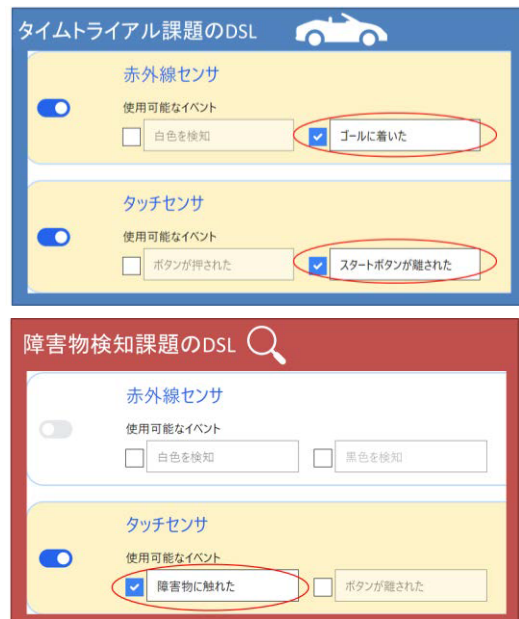 タイムトライアル課題のDSL
赤外線センサ
使用可能なイベント
白色を検知 ゴールに着いた
タッチセンサ
使用可能なイベント
ボタンが押された スタートボタンが離された
障害物検知課題のDSL
赤外線センサ
使用可能なイベント
白色を検知 黒色を検知
タッチセンサ
使用可能なイベント
障害物に触れた ボタンが離された